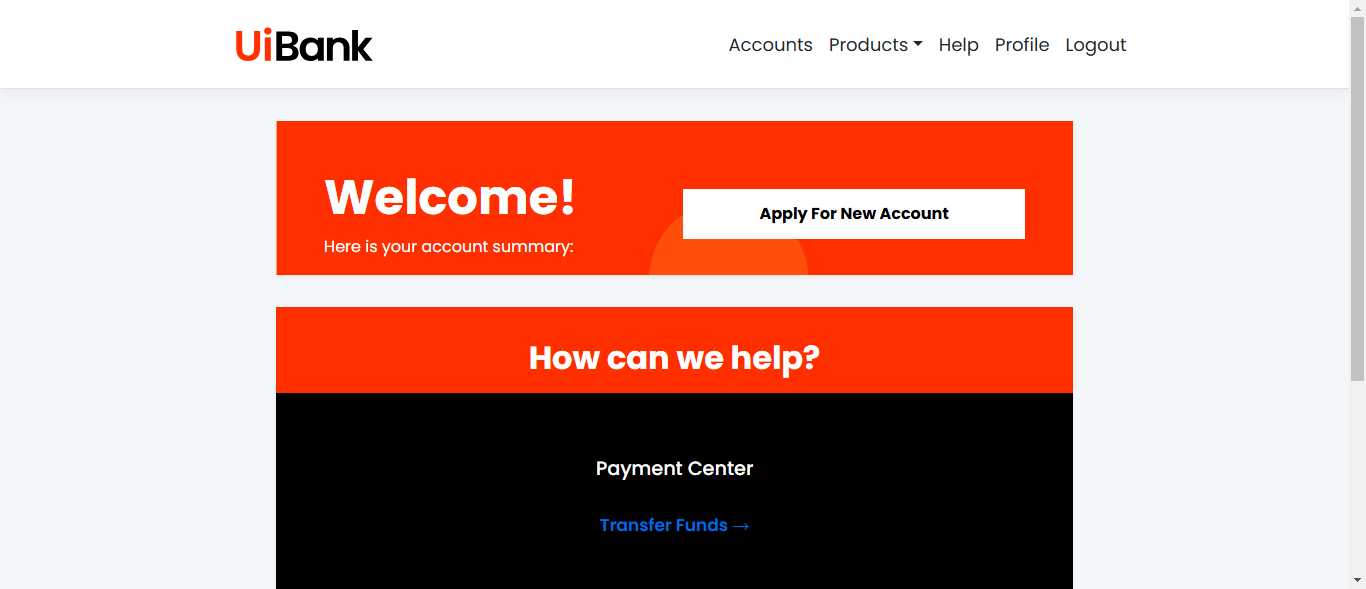 UiBank
Accounts Products Help Profile Logout
Welcome!
Here is your account summary:
Apply For New Account
How can we help?
Payment Center
Transfer Funds →